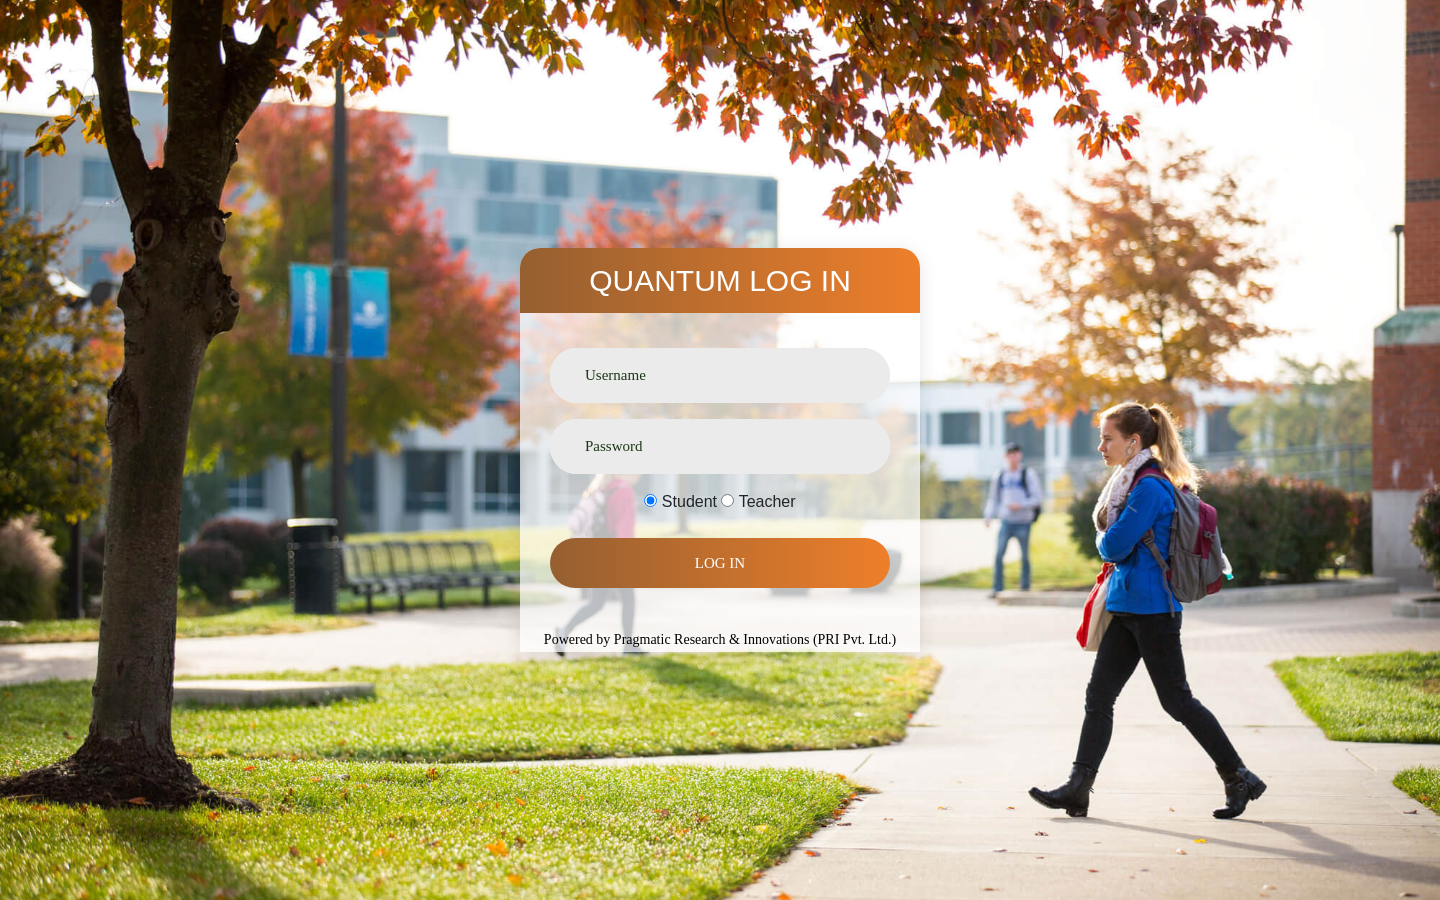 QUANTUM LOG IN
Username
Password
Student Teacher
LOG IN
Powered by Pragmatic Research & Innovations (PRI Pvt. Ltd.)